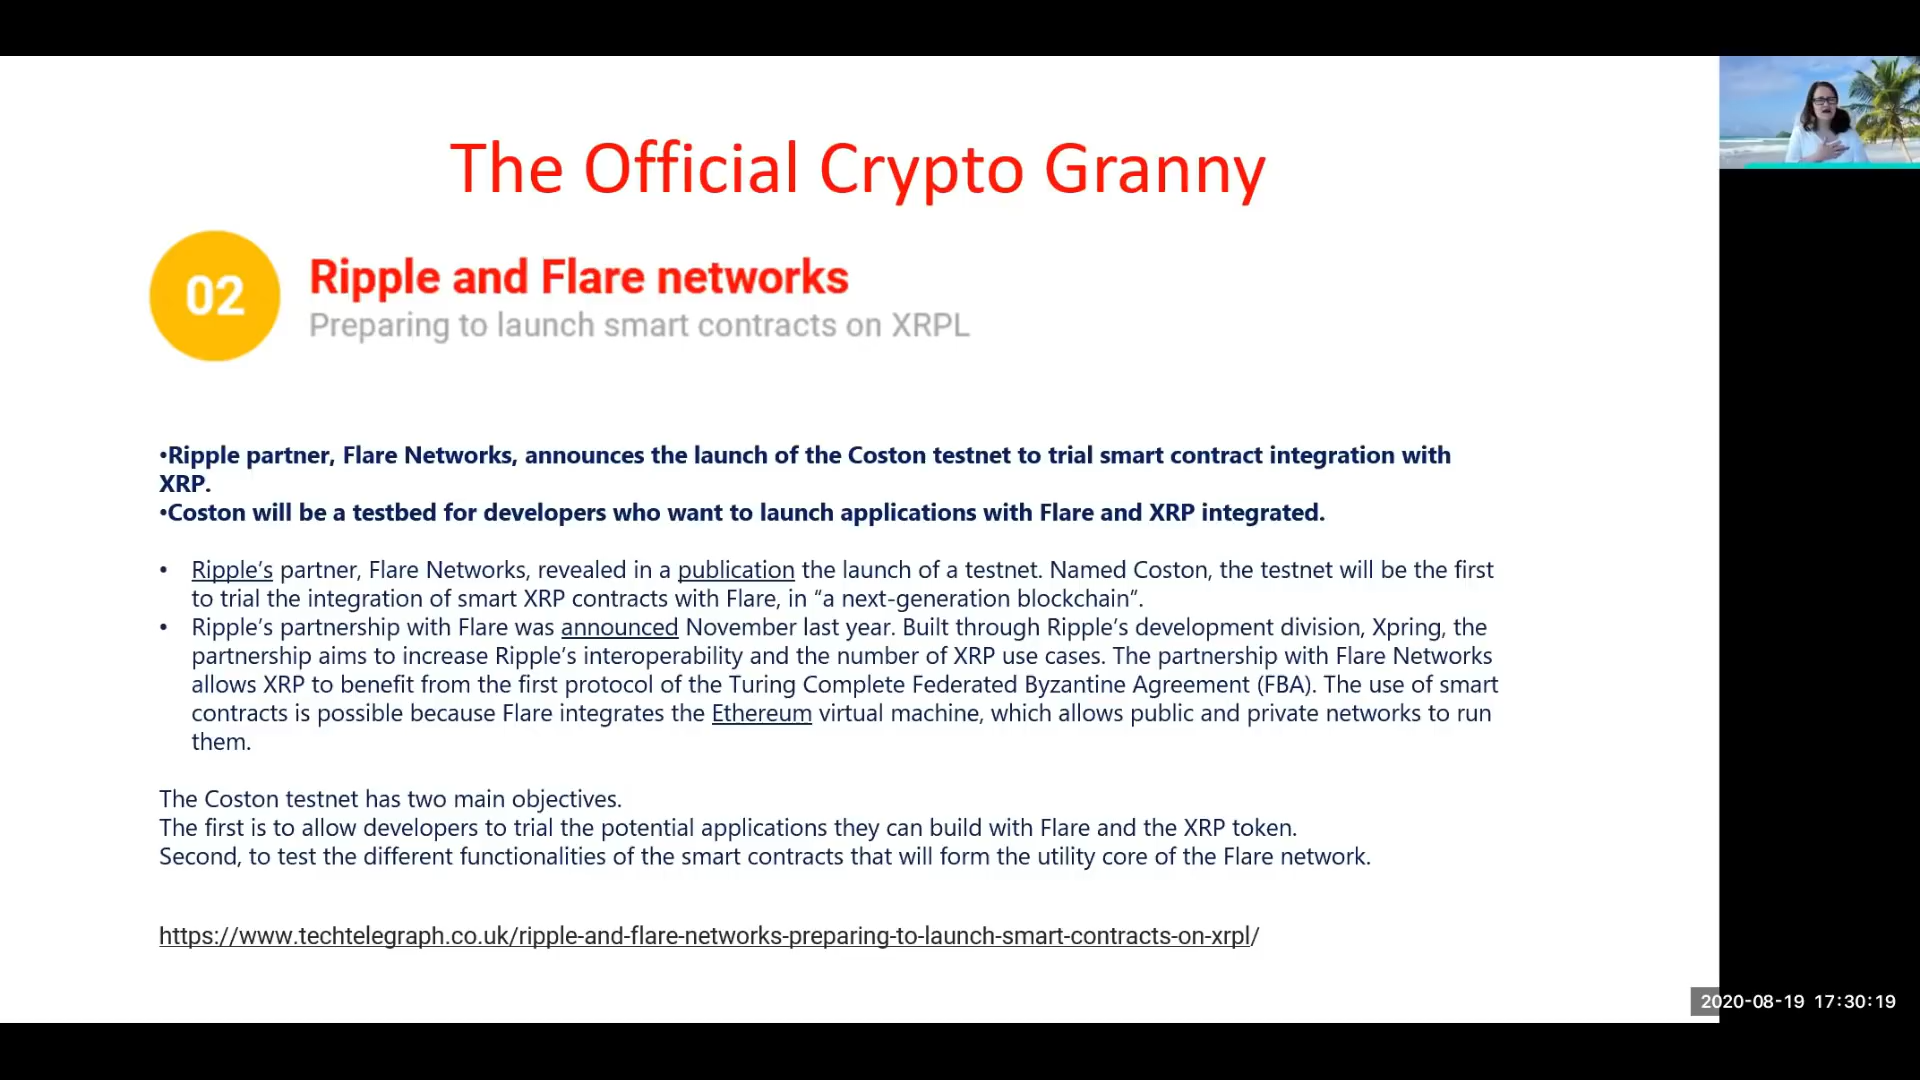 The Official Crypto Granny
02
Ripple and Flare networks
Preparing to launch smart contracts on XRPL
•Ripple partner, Flare Networks, announces the launch of the Coston testnet to trial smart contract integration with
XRP.
•Coston will be a testbed for developers who want to launch applications with Flare and XRP integrated.
• Ripple’s partner, Flare Networks, revealed in a publication the launch of a testnet. Named Coston, the testnet will be the first
to trial the integration of smart XRP contracts with Flare, in “a next-generation blockchain”.
• Ripple’s partnership with Flare was announced November last year. Built through Ripple’s development division, Xpring, the
partnership aims to increase Ripple’s interoperability and the number of XRP use cases. The partnership with Flare Networks
allows XRP to benefit from the first protocol of the Turing Complete Federated Byzantine Agreement (FBA). The use of smart
contracts is possible because Flare integrates the Ethereum virtual machine, which allows public and private networks to run
them.
The Coston testnet has two main objectives.
The first is to allow developers to trial the potential applications they can build with Flare and the XRP token.
Second, to test the different functionalities of the smart contracts that will form the utility core of the Flare network.
https://www.techtelegraph.co.uk/ripple-and-flare-networks-preparing-to-launch-smart-contracts-on-xrpl/
2020-08-19 17:30:19